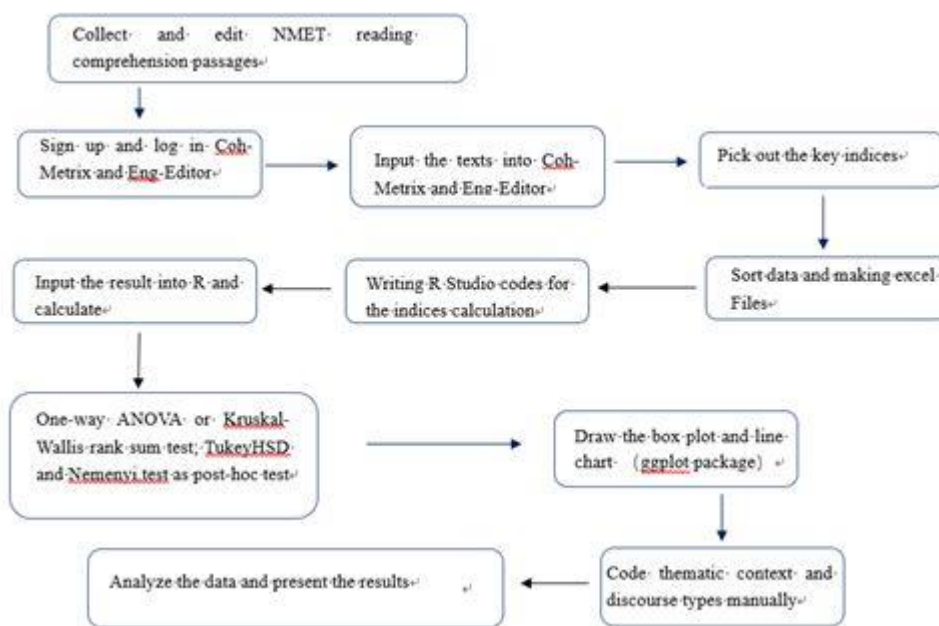 Collect and edit NMET reading
comprehension passages
Sign up and log in Coh-
Metrix and Eng-Editor
Input the texts into Coh-
Metrix and Eng-Editor
Pick out the key indices
Sort data and making excel
Files
Writing R Studio codes for
the indices calculation
Input the result into R and
calculate
One-way ANOVA or Kruskal-
Wallis rank sum test; TukeyHSD
and Nemenyi.test as post-hoc test
Draw the box plot and line
chart （ggplot package）
Code thematic context and
discourse types manually
Analyze the data and present the results